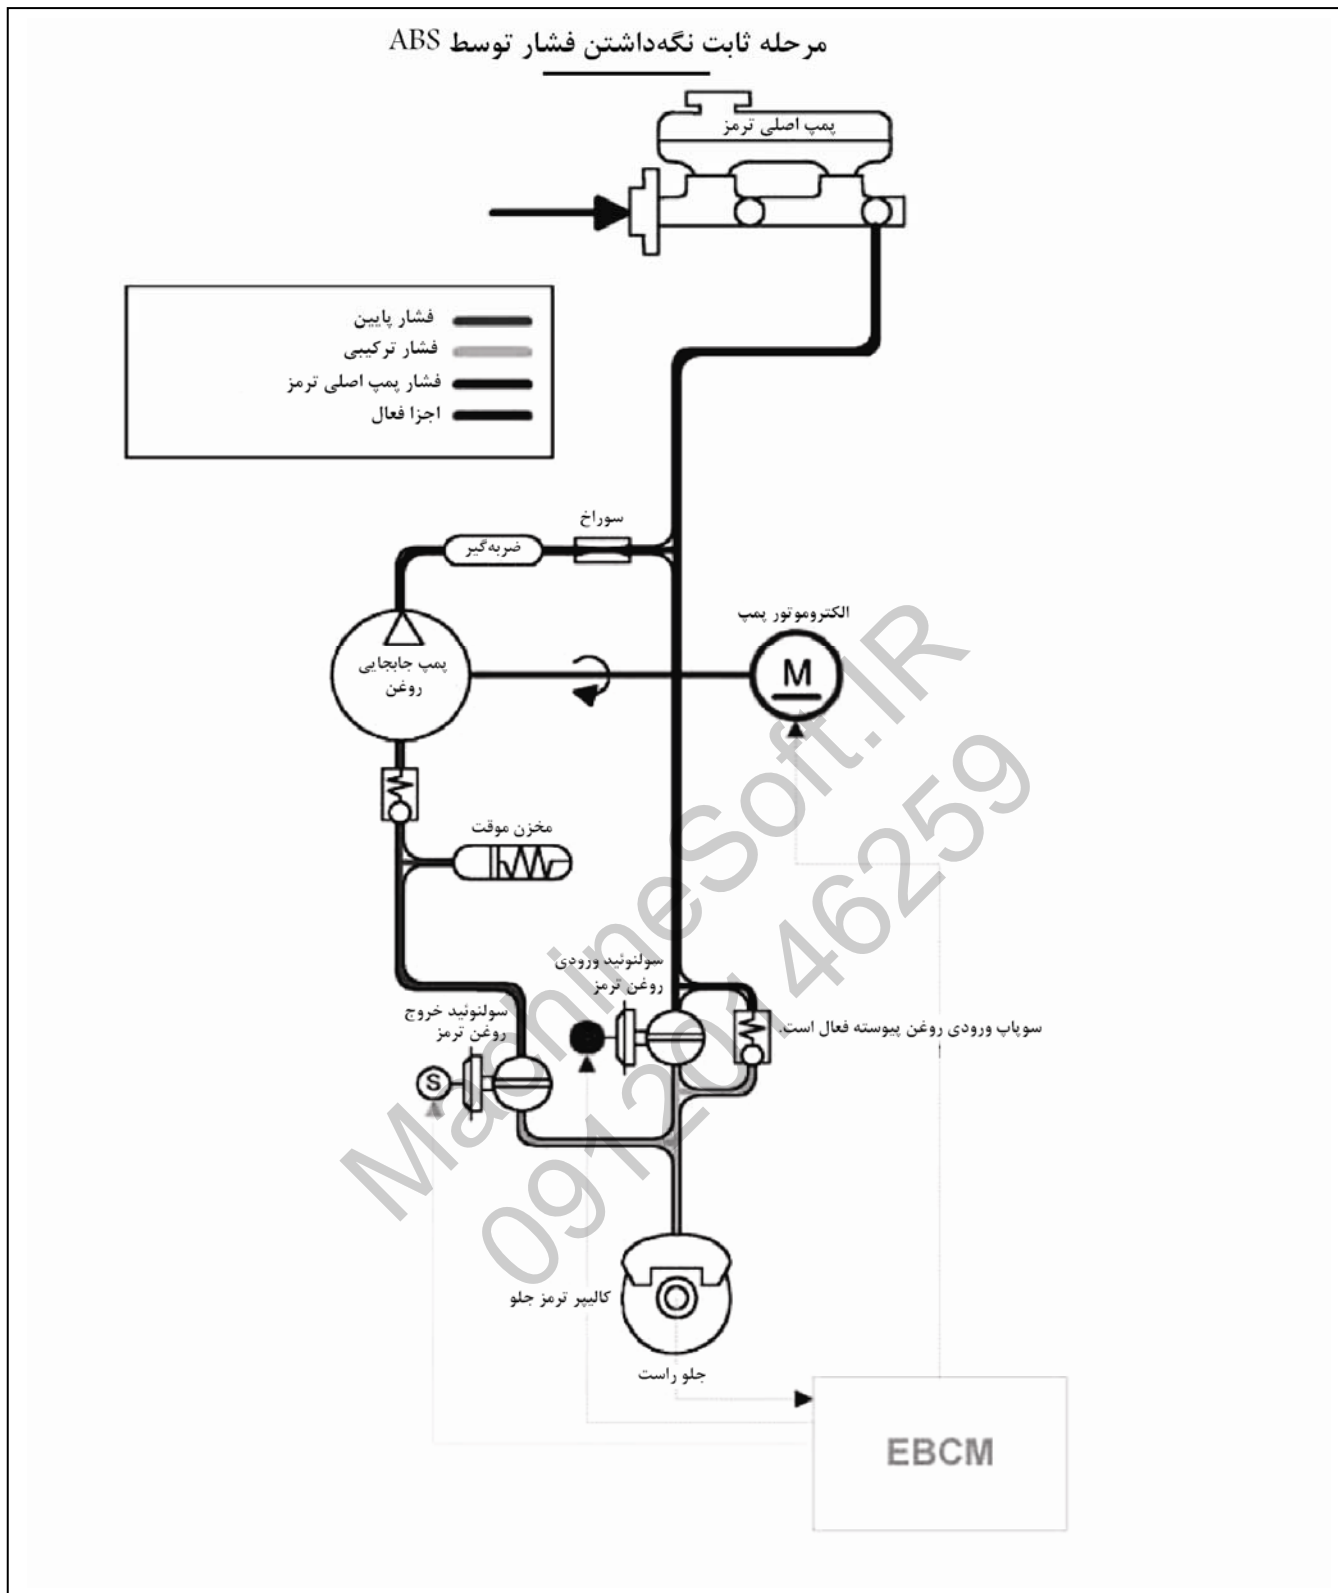 مرحله ثابت نگه‌داشتن فشار توسط ABS
پمپ اصلی ترمز
فشار پایین
فشار ترکیبی
فشار پمپ اصلی ترمز
اجزا فعال
سوراخ
ضربه‌گیر
الکتروموتور پمپ
M
پمپ جابجایی
روغن
مخزن موقت
سولنوئید ورودی
روغن ترمز
سولنوئید خروج
روغن ترمز
سوپاپ ورودی روغن پیوسته فعال است.
S
کالیپر ترمز جلو
جلو راست
EBCM
MachineSoft.IR
09120146259